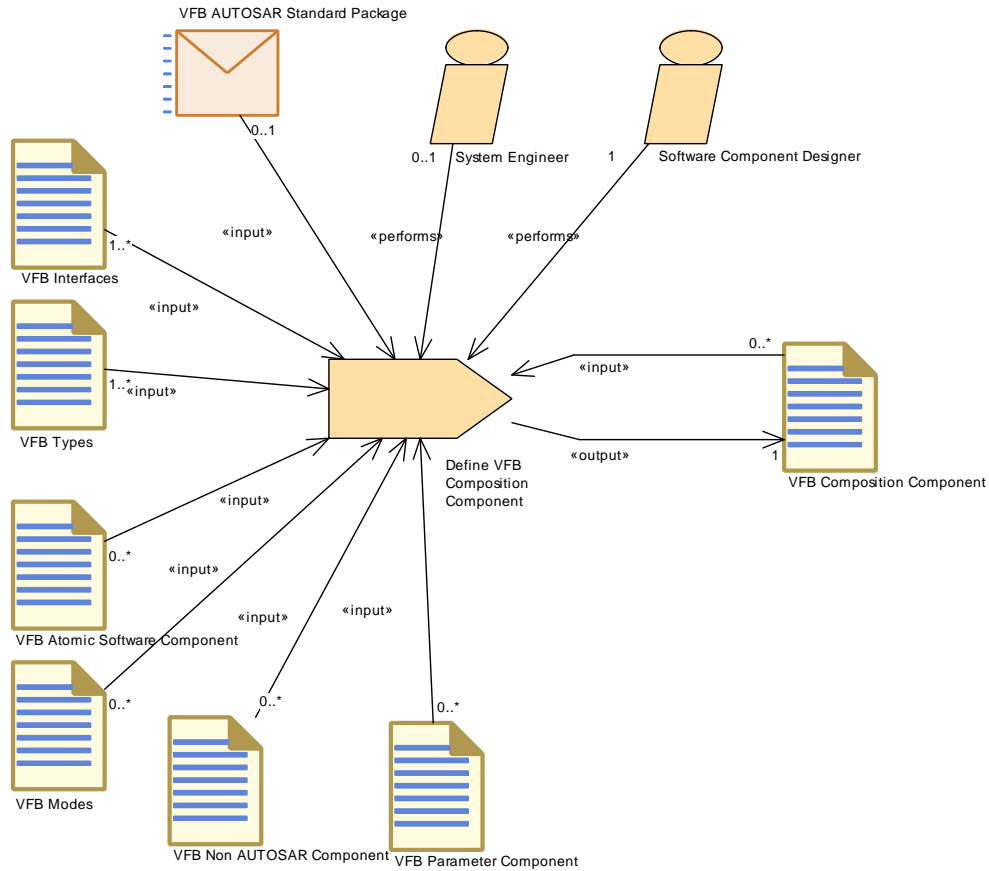 VFB AUTOSAR Standard Package
0..1
0..1
System Engineer
1
Software Component Designer
«input»
«performs»
«performs»
1..*
VFB Interfaces
«input»
0..*
«input»
1..*
«input»
VFB Types
Define VFB
Composition
Component
«output»
1
VFB Composition Component
«input»
0..*
«input»
VFB Atomic Software Component
«input»
«input»
0..*
0..*
0..*
VFB Modes
VFB Non AUTOSAR Component
VFB Parameter Component